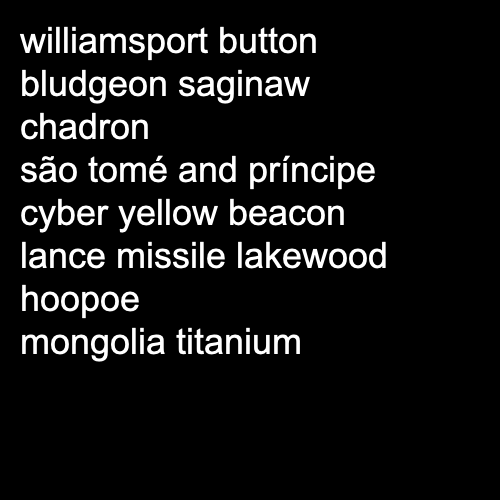 williamsport button
bludgeon saginaw
chadron
são tomé and príncipe
cyber yellow beacon
lance missile lakewood
hoopoe
mongolia titanium